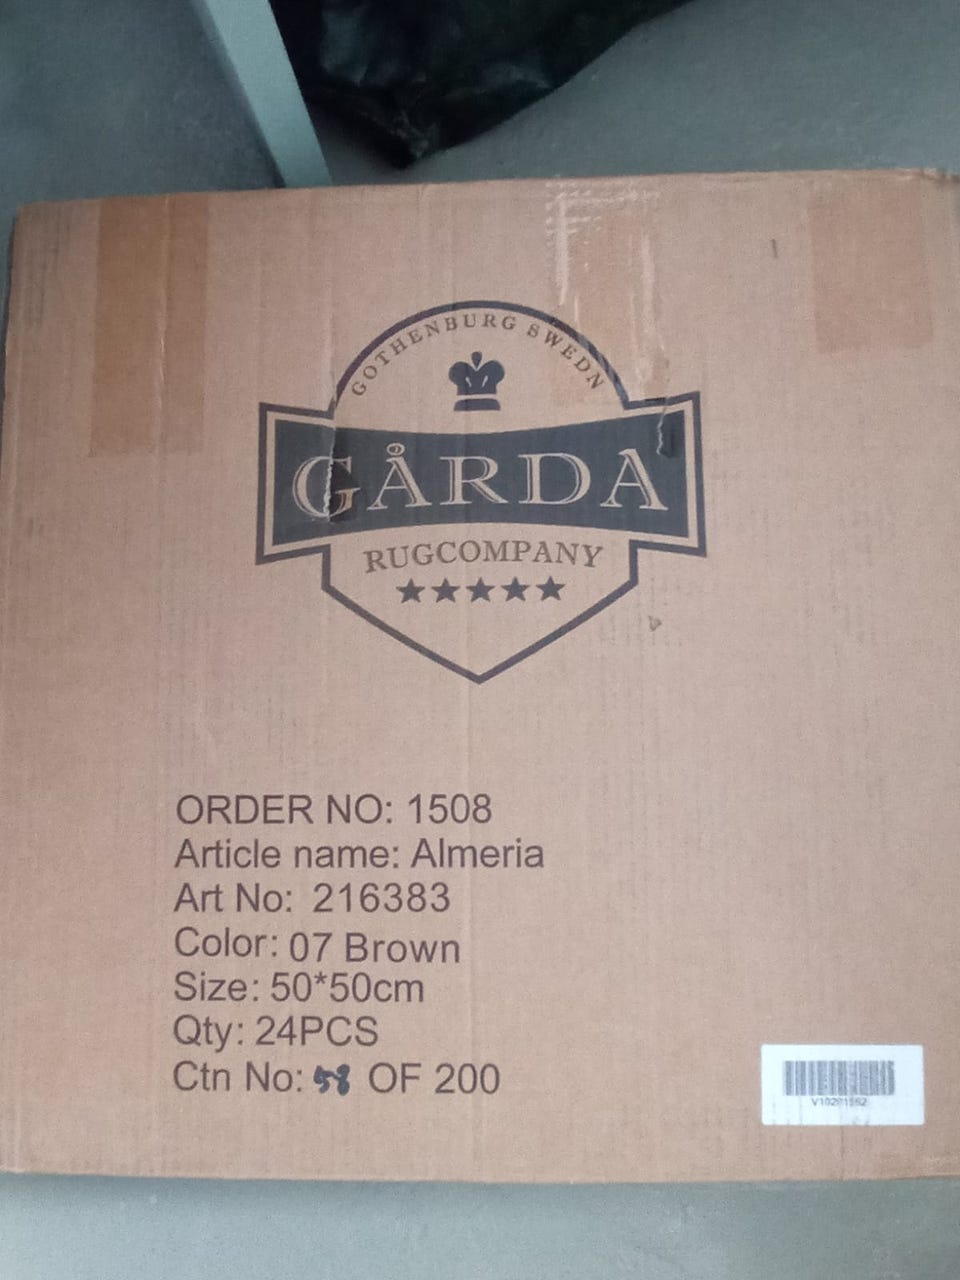 GOTHENBURG SWEDN
GÅRDA
RUGCOMPANY
ORDER NO: 1508
Article name: Almeria
Art No: 216383
Color: 07 Brown
Size: 50*50cm
Qty: 24PCS
Ctn No: 58 OF 200